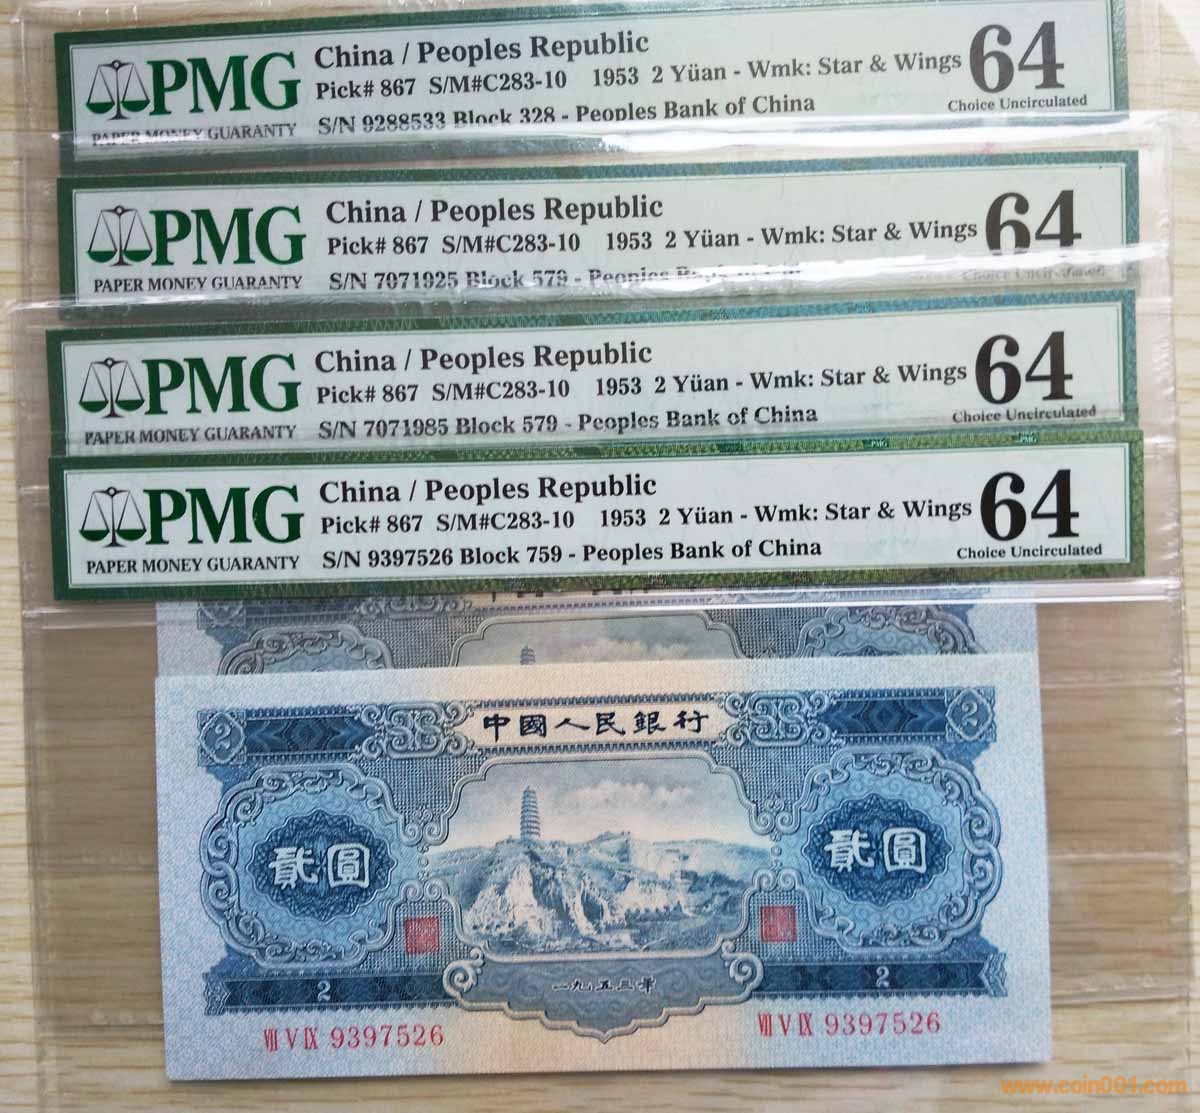 PMG
PAPER MONEY GUARANTY
China / Peoples Republic
Pick# 867 S/M#C283-10 1953 2 Yüan - Wmk: Star & Wings
S/N 9288533 Block 328 - Peoples Bank of China
64
Choice Uncirculated
PMG
PAPER MONEY GUARANTY
China / Peoples Republic
Pick# 867 S/M#C283-10 1953 2 Yüan - Wmk: Star & Wings
S/N 7071925 Block 579 - Peoples
64
Choice Uncirculated
PMG
PAPER MONEY GUARANTY
China / Peoples Republic
Pick# 867 S/M#C283-10 1953 2 Yüan - Wmk: Star & Wings
S/N 7071985 Block 579 - Peoples Bank of China
64
Choice Uncirculated
PMG
PAPER MONEY GUARANTY
China / Peoples Republic
Pick# 867 S/M#C283-10 1953 2 Yüan - Wmk: Star & Wings
S/N 9397526 Block 759 - Peoples Bank of China
64
Choice Uncirculated
中國人民銀行
2 2
貳圓 貳圓
2 2
一九五三年
Ⅶ Ⅴ Ⅸ 9397526 Ⅶ Ⅴ Ⅸ 9397526
www.coin001.com